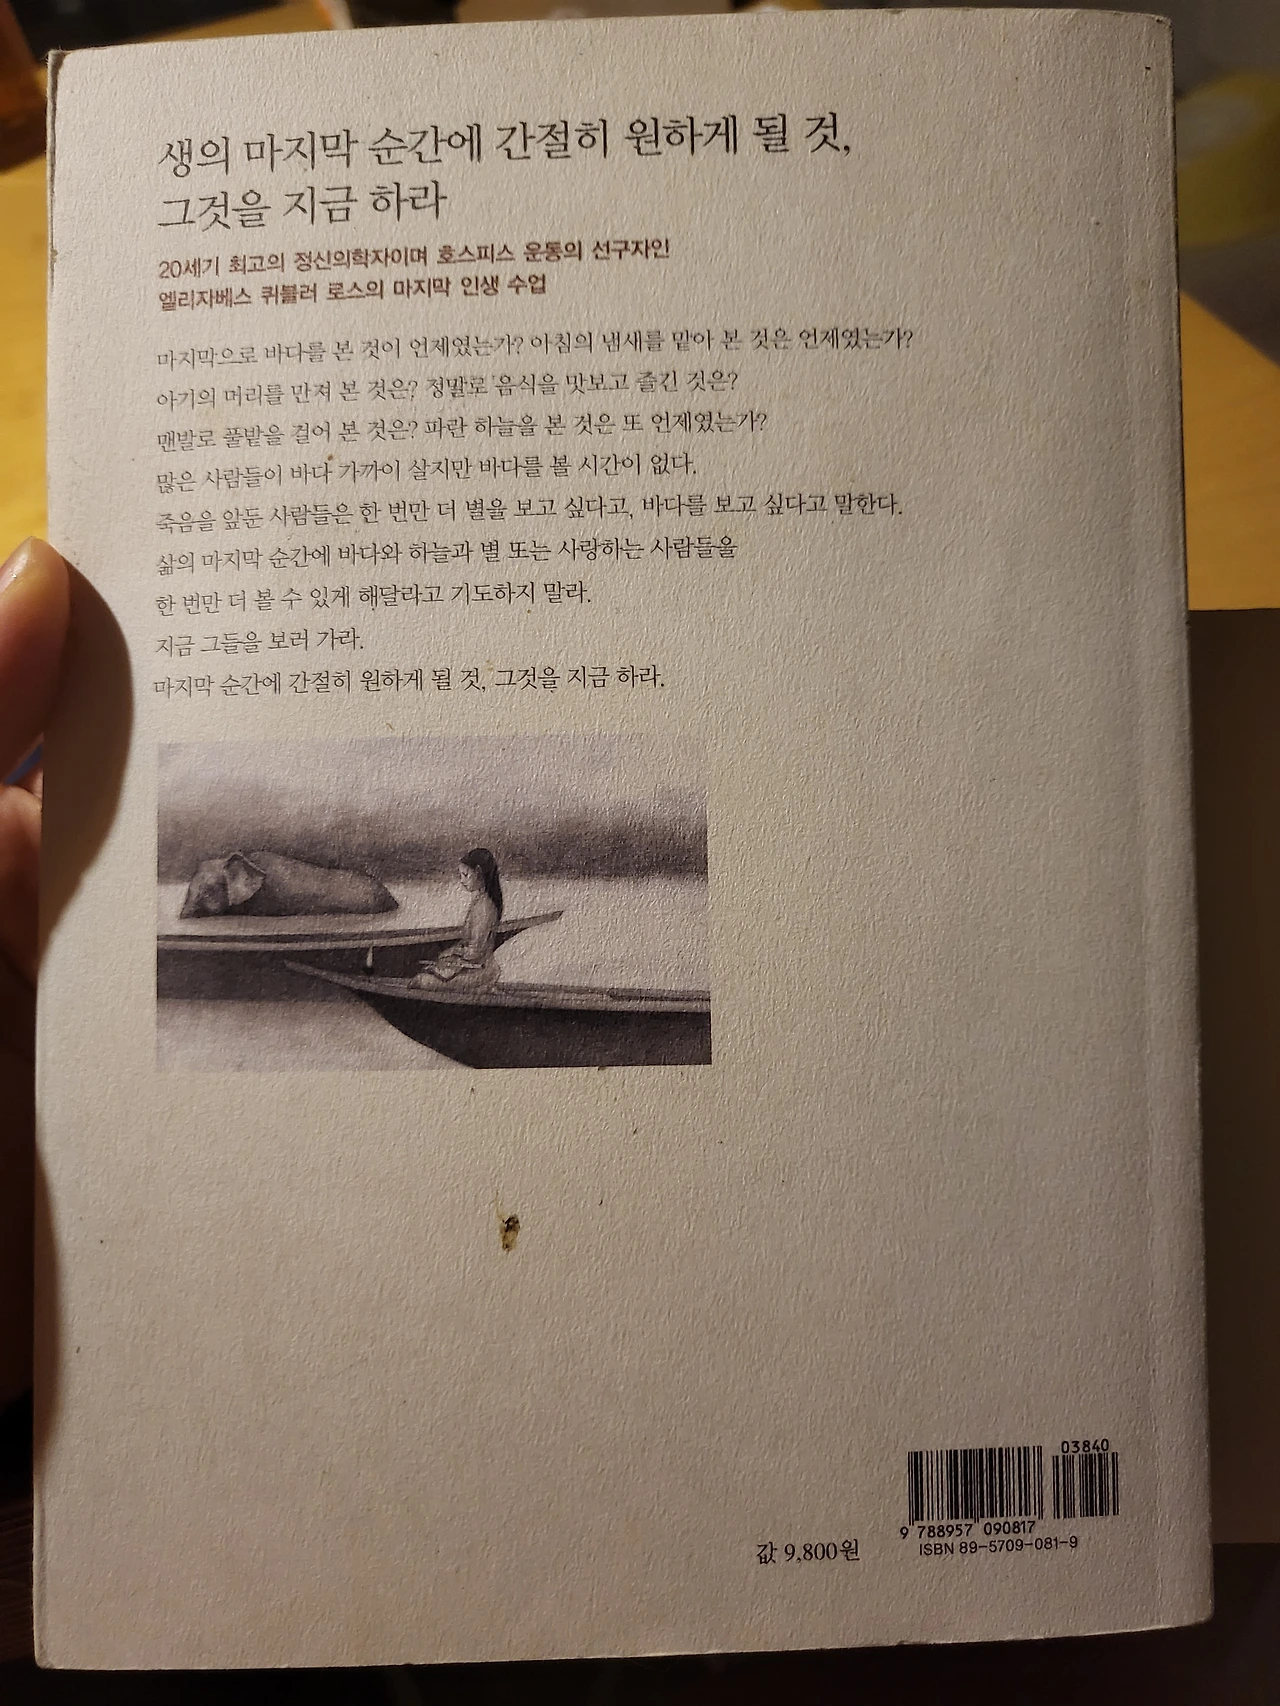 생의 마지막 순간에 간절히 원하게 될 것,
그것을 지금 하라
20세기 최고의 정신의학자이며 호스피스 운동의 선구자인
엘리자베스 퀴블러 로스의 마지막 인생 수업
마지막으로 바다를 본 것이 언제였는가? 아침의 냄새를 맡아 본 것은 언제였는가?
아기의 머리를 만져 본 것은? 정말로 음식을 맛보고 즐긴 것은?
맨발로 풀밭을 걸어 본 것은? 파란 하늘을 본 것은 또 언제였는가?
많은 사람들이 바다 가까이 살지만 바다를 볼 시간이 없다.
죽음을 앞둔 사람들은 한 번만 더 별을 보고 싶다고, 바다를 보고 싶다고 말한다.
삶의 마지막 순간에 바다와 하늘과 별 또는 사랑하는 사람들을
한 번만 더 볼 수 있게 해달라고 기도하지 말라.
지금 그들을 보러 가라.
마지막 순간에 간절히 원하게 될 것, 그것을 지금 하라.
03840
9 788957 090817
ISBN 89-5709-081-9
값 9,800원